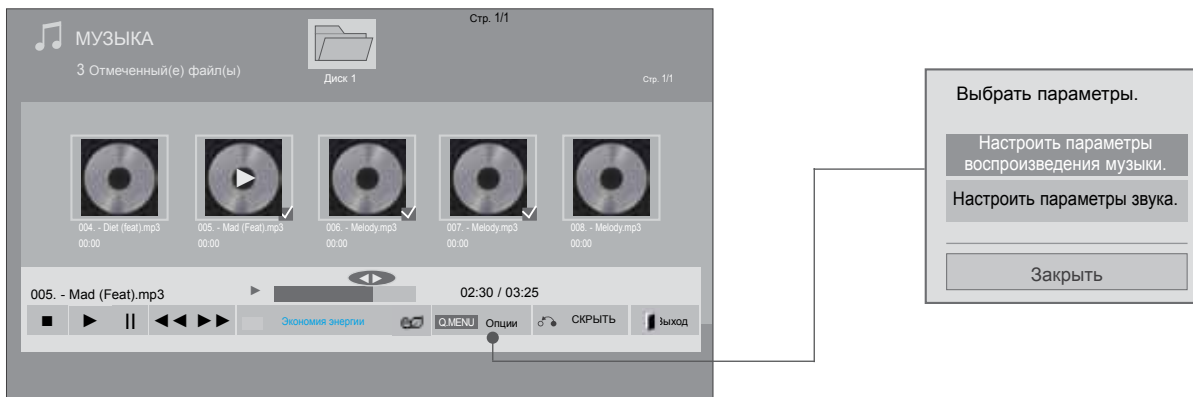 Стр. 1/1
МУЗЫКА
3 Отмеченный(е) файл(ы)
Диск 1
Стр. 1/1
004. - Diet (feat).mp3
00:00
005. - Mad (Feat).mp3
00:00
006. - Melody.mp3
00:00
007. - Melody.mp3
00:00
008. - Melody.mp3
00:00
005. - Mad (Feat).mp3
02:30 / 03:25
Экономия энергии
Q.MENU Опции
СКРЫТЬ
Выход
Выбрать параметры.
Настроить параметры
воспроизведения музыки.
Настроить параметры звука.
Закрыть